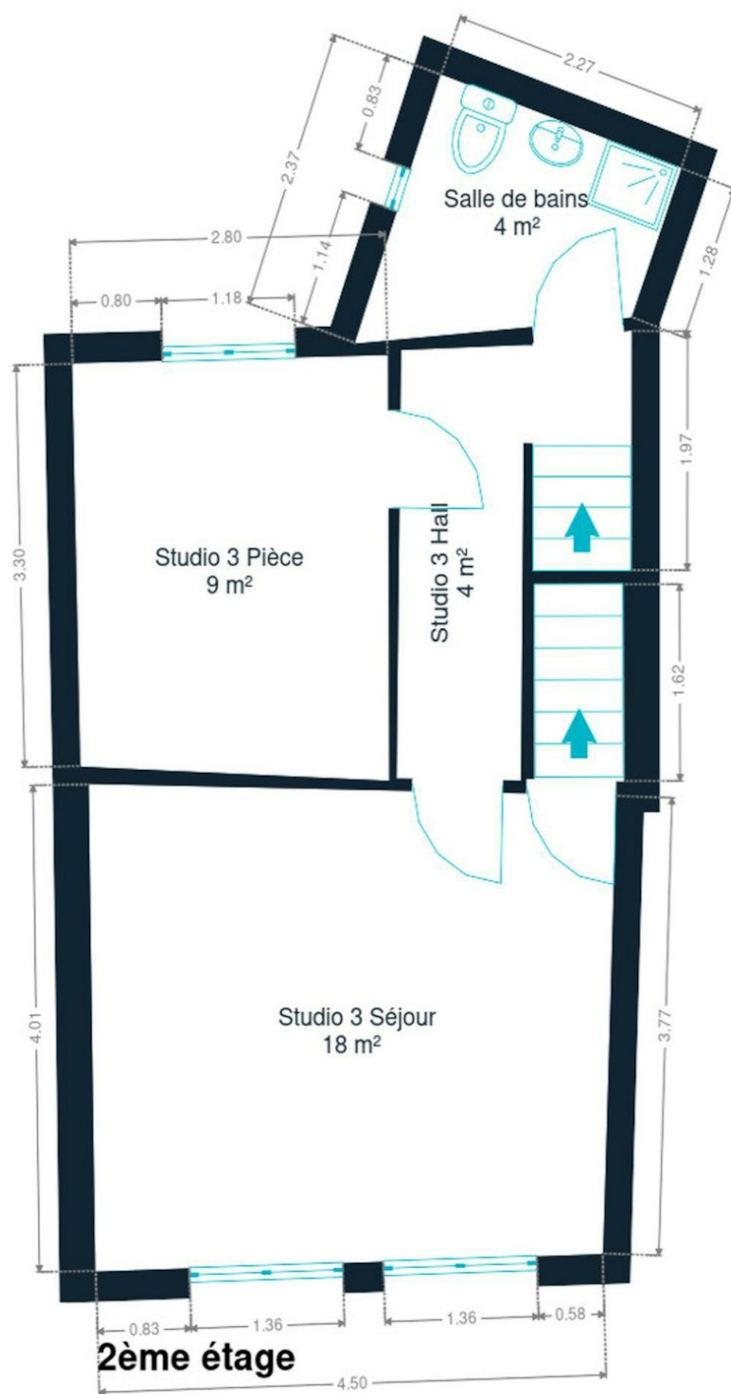 2.27
0.83
2.37
Salle de bains
4 m²
1.28
2.80
1.14
0.80
1.18
1.97
3.30
Studio 3 Pièce
9 m²
Studio 3 Hall
4 m²
1.62
4.01
Studio 3 Séjour
18 m²
3.77
0.83
1.36
1.36
0.58
2ème étage
4.50